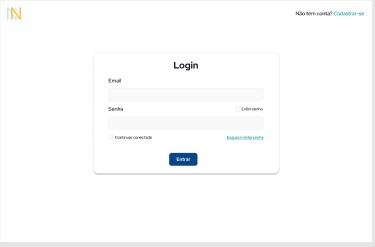 N
Não tem conta? Cadastrar-se
Login
Email
Senha
Exibir senha
Continuar conectado
Esqueci minha senha
Entrar